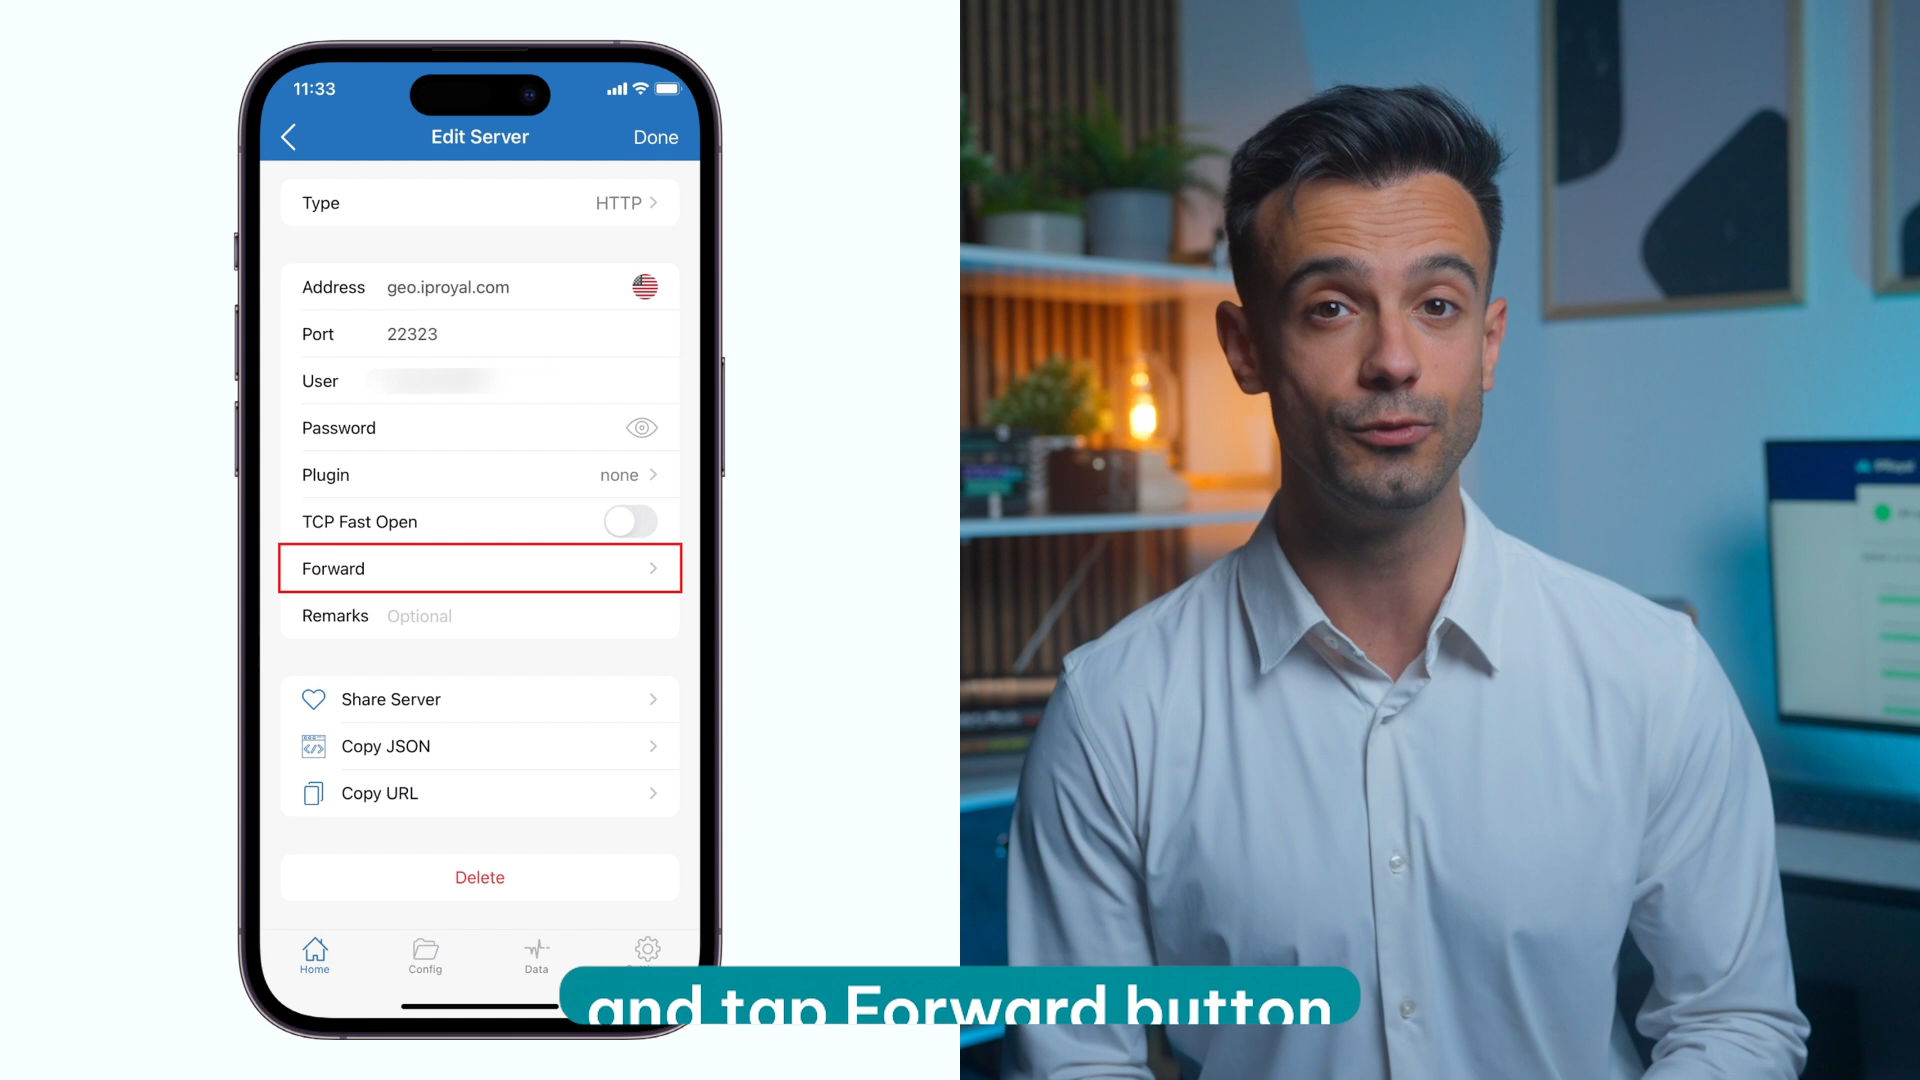 11:33
Edit Server
Done
Type
HTTP
Address
geo.iproyal.com
Port
22323
User
Password
Plugin
none
TCP Fast Open
Forward
Remarks
Optional
Share Server
Copy JSON
Copy URL
Delete
Home
Config
Data
and tap Forward button